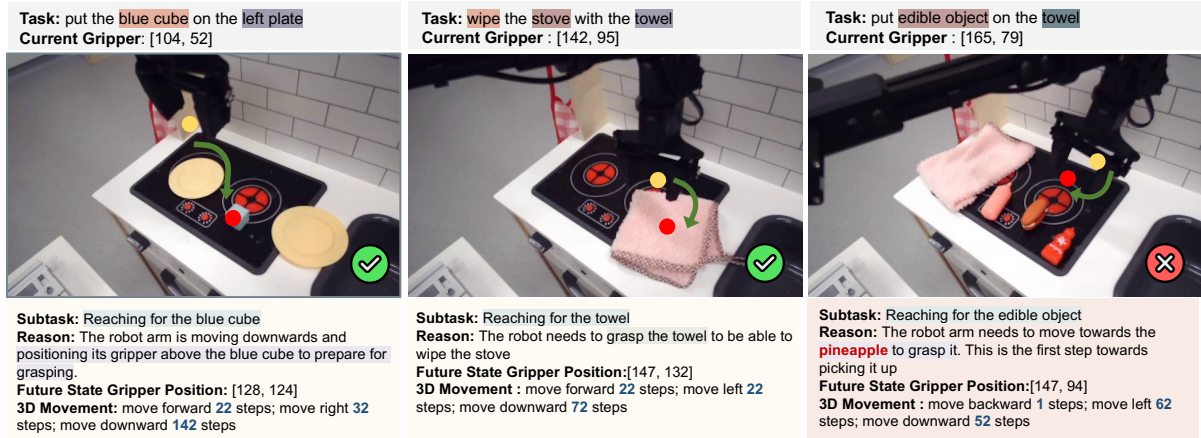 Task: put the blue cube on the left plate
Current Gripper: [104, 52]
Subtask: Reaching for the blue cube
Reason: The robot arm is moving downwards and
positioning its gripper above the blue cube to prepare for
grasping.
Future State Gripper Position: [128, 124]
3D Movement: move forward 22 steps; move right 32
steps; move downward 142 steps
Task: wipe the stove with the towel
Current Gripper : [142, 95]
Subtask: Reaching for the towel
Reason: The robot needs to grasp the towel to be able to
wipe the stove
Future State Gripper Position:[147, 132]
3D Movement : move forward 22 steps; move left 22
steps; move downward 72 steps
Task: put edible object on the towel
Current Gripper : [165, 79]
Subtask: Reaching for the edible object
Reason: The robot arm needs to move towards the
pineapple to grasp it. This is the first step towards
picking it up
Future State Gripper Position:[147, 94]
3D Movement : move backward 1 steps; move left 62
steps; move downward 52 steps